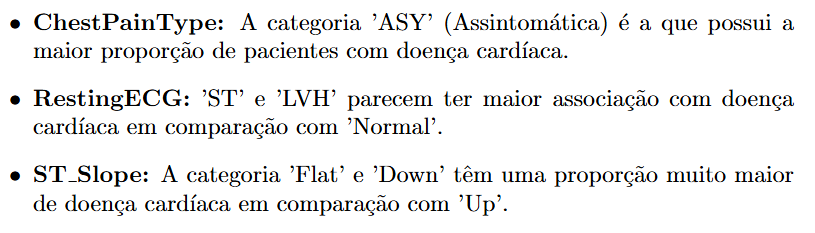 • ChestPainType: A categoria ’ASY’ (Assintomática) é a que possui a
maior proporção de pacientes com doença cardíaca.
• RestingECG: ’ST’ e ’LVH’ parecem ter maior associação com doença
cardíaca em comparação com ’Normal’.
• ST_Slope: A categoria ’Flat’ e ’Down’ têm uma proporção muito maior
de doença cardíaca em comparação com ’Up’.